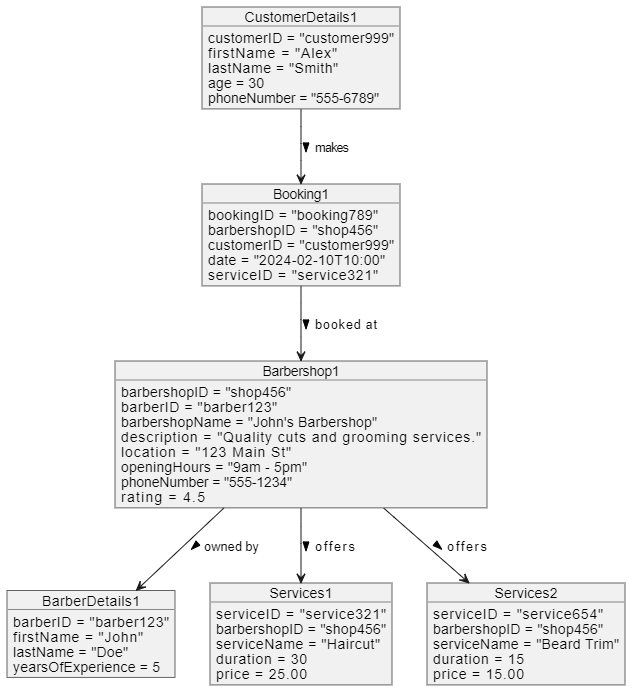 CustomerDetails1
customerID = "customer999"
firstName = "Alex"
lastName = "Smith"
age = 30
phoneNumber = "555-6789"
makes
Booking1
bookingID = "booking789"
barbershopID = "shop456"
customerID = "customer999"
date = "2024-02-10T10:00"
serviceID = "service321"
booked at
Barbershop1
barbershopID = "shop456"
barberID = "barber123"
barbershopName = "John's Barbershop"
description = "Quality cuts and grooming services."
location = "123 Main St"
openingHours = "9am - 5pm"
phoneNumber = "555-1234"
rating = 4.5
owned by
offers
offers
BarberDetails1
barberID = "barber123"
firstName = "John"
lastName = "Doe"
yearsOfExperience = 5
Services1
serviceID = "service321"
barbershopID = "shop456"
serviceName = "Haircut"
duration = 30
price = 25.00
Services2
serviceID = "service654"
barbershopID = "shop456"
serviceName = "Beard Trim"
duration = 15
price = 15.00